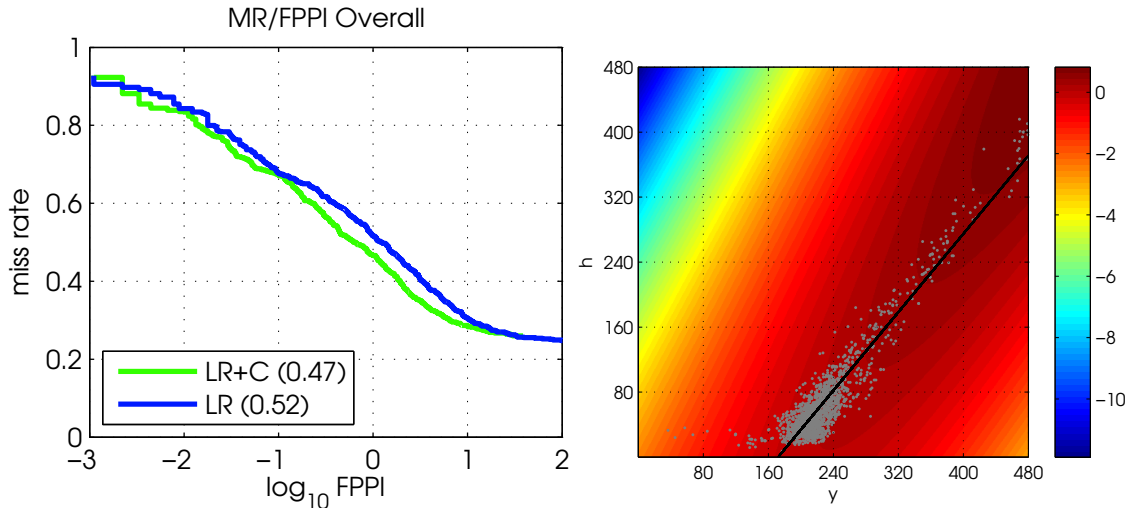 MR/FPPI Overall
1
0.8
0.6
0.4
0.2
0
miss rate
LR+C (0.47)
LR (0.52)
−3 −2 −1 0 1 2
log10 FPPI
480
400
320
240
160
80
h
80 160 240 320 400 480
y
0
−2
−4
−6
−8
−10